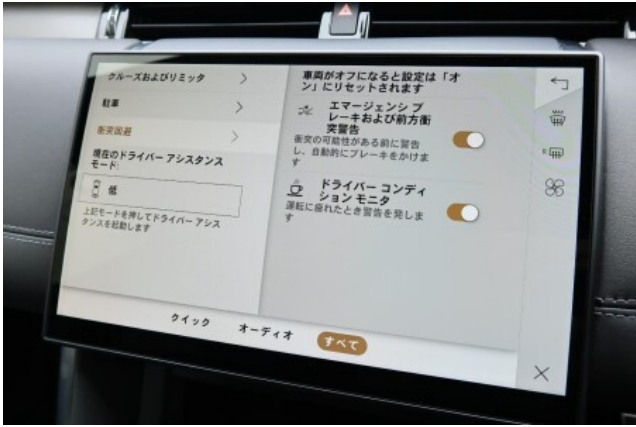 クルーズおよびリミッタ
駐車
衝突回避
現在のドライバー アシスタンス
モード:
低
上記モードを押してドライバー アシス
タンスを起動します
車両がオフになると設定は「オ
ン」にリセットされます
エマージェンシ ブ
レーキおよび前方衝
突警告
衝突の可能性がある前に警告
し、自動的にブレーキをかけま
す
ドライバー コンディ
ション モニタ
運転に疲れたとき警告を発しま
す
クイック
オーディオ
すべて